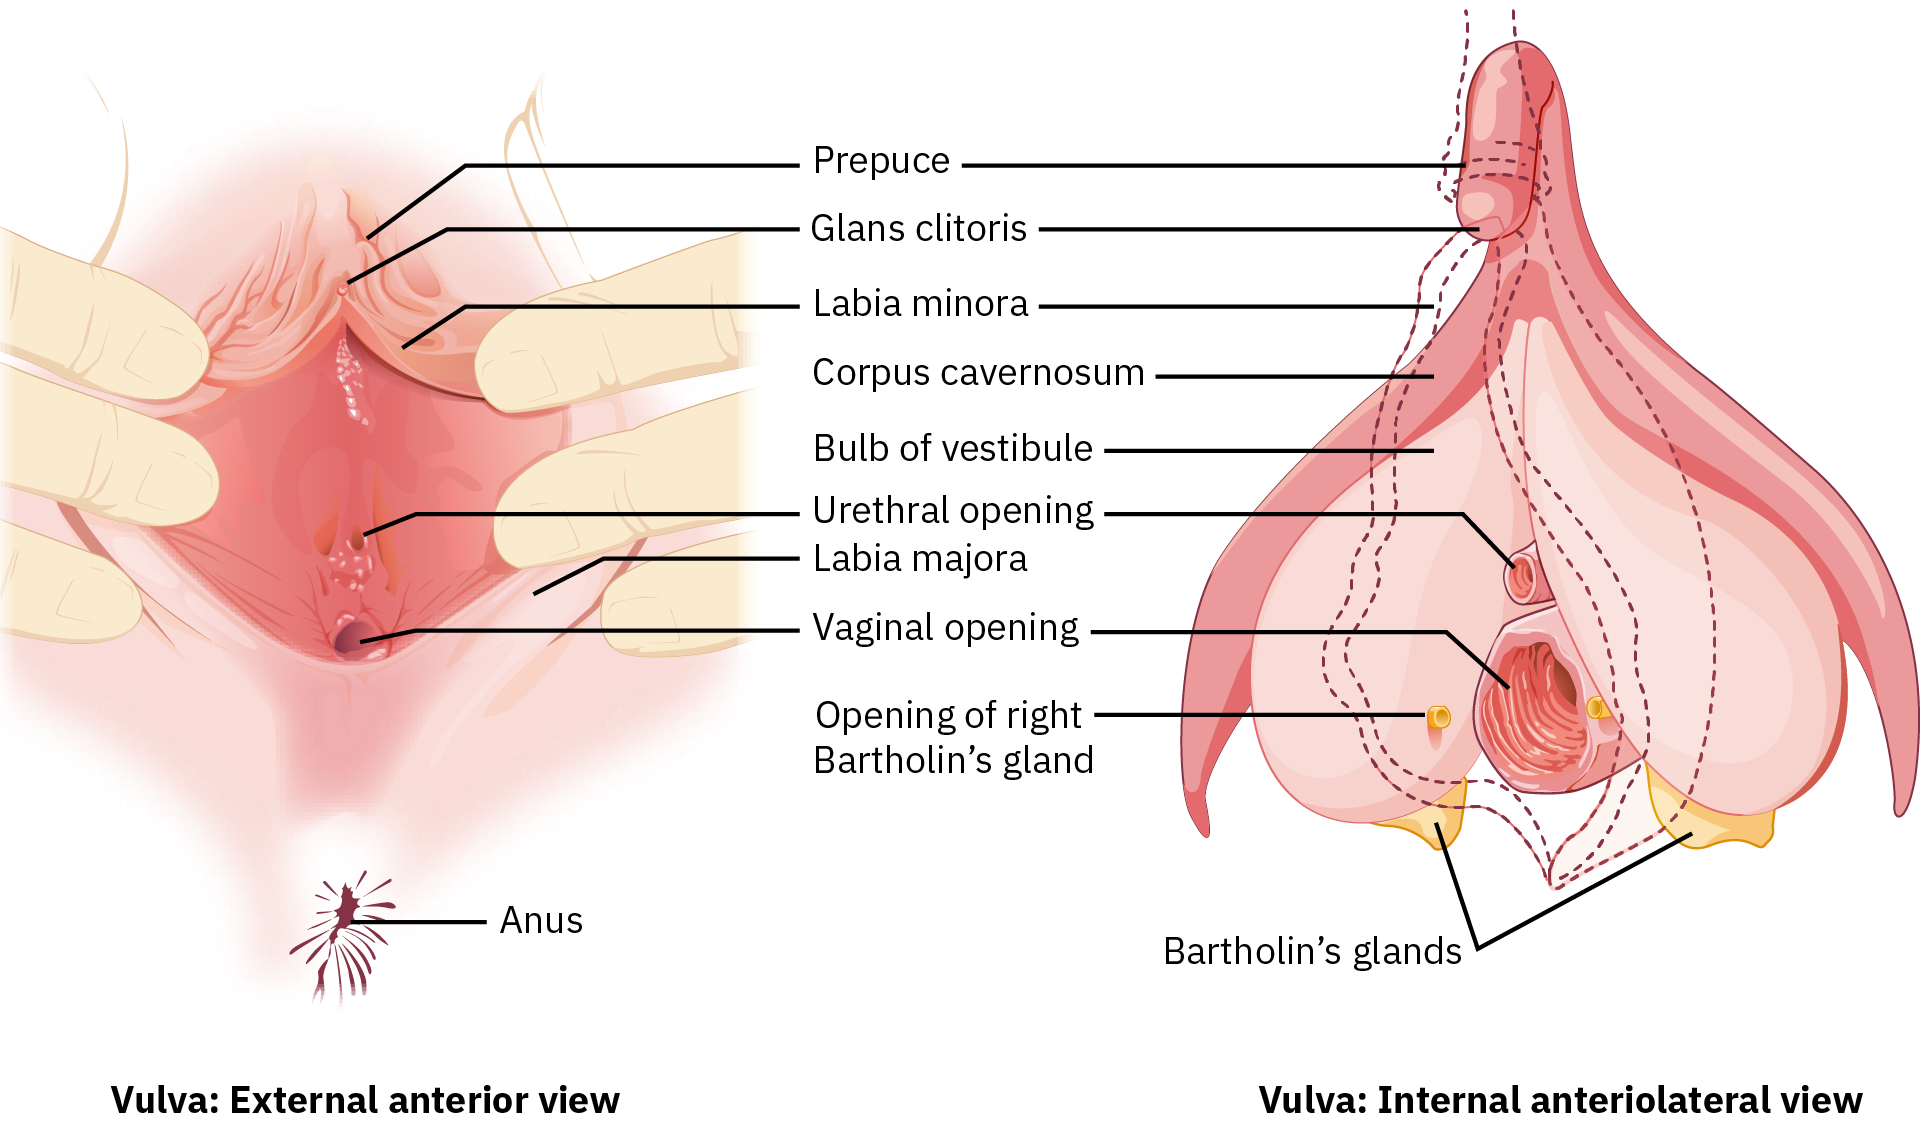 Prepuce
Glans clitoris
Labia minora
Corpus cavernosum
Bulb of vestibule
Urethral opening
Labia majora
Vaginal opening
Opening of right
Bartholin’s gland
Anus
Bartholin’s glands
Vulva: External anterior view
Vulva: Internal anteriolateral view